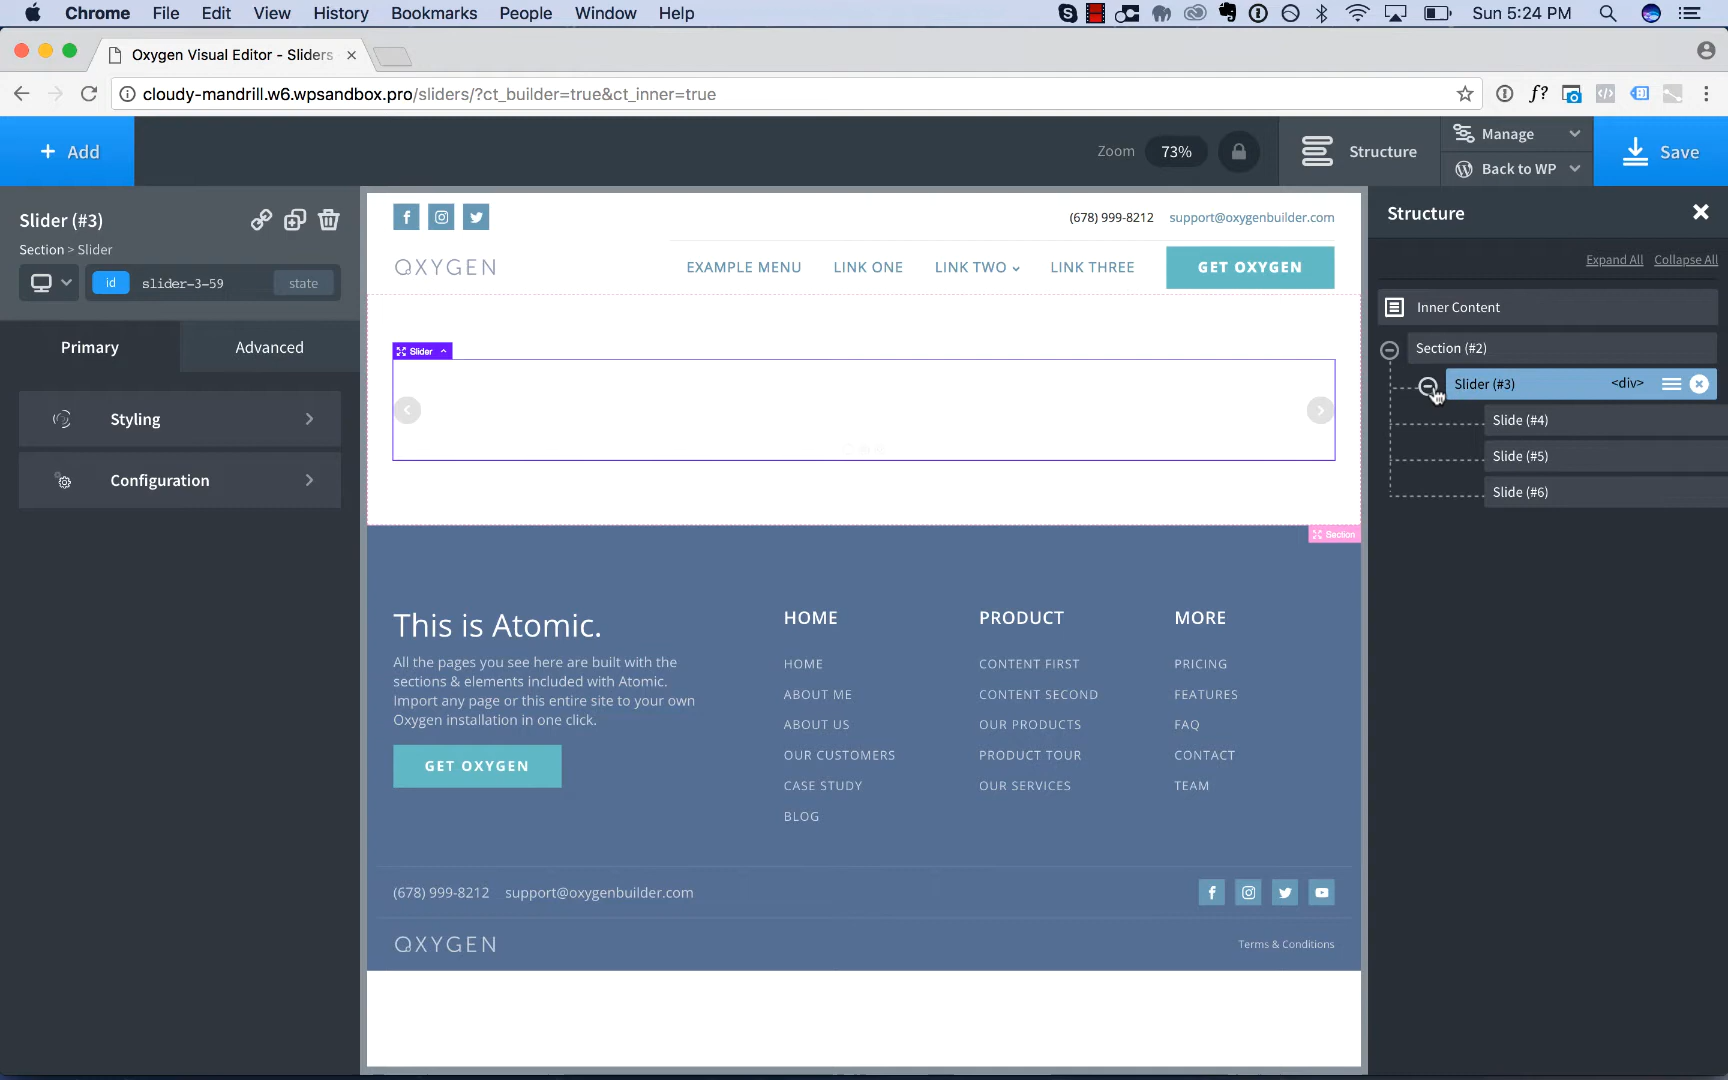 Chrome File Edit View History Bookmarks People Window Help Sun 5:24 PM
Oxygen Visual Editor - Sliders
cloudy-mandrill.w6.wpsandbox.pro/sliders/?ct_builder=true&ct_inner=true
+ Add
Zoom 73%
Structure
Manage
Back to WP
Save
Slider (#3)
Section > Slider
id slider-3-59 state
Primary Advanced
Styling
Configuration
(678) 999-8212 support@oxygenbuilder.com
OXYGEN
EXAMPLE MENU LINK ONE LINK TWO LINK THREE GET OXYGEN
Slider
Section
This is Atomic.
All the pages you see here are built with the
sections & elements included with Atomic.
Import any page or this entire site to your own
Oxygen installation in one click.
GET OXYGEN
HOME
HOME
ABOUT ME
ABOUT US
OUR CUSTOMERS
CASE STUDY
BLOG
PRODUCT
CONTENT FIRST
CONTENT SECOND
OUR PRODUCTS
PRODUCT TOUR
OUR SERVICES
MORE
PRICING
FEATURES
FAQ
CONTACT
TEAM
(678) 999-8212 support@oxygenbuilder.com
OXYGEN
Terms & Conditions
Structure
Expand All Collapse All
Inner Content
Section (#2)
Slider (#3) <div>
Slide (#4)
Slide (#5)
Slide (#6)